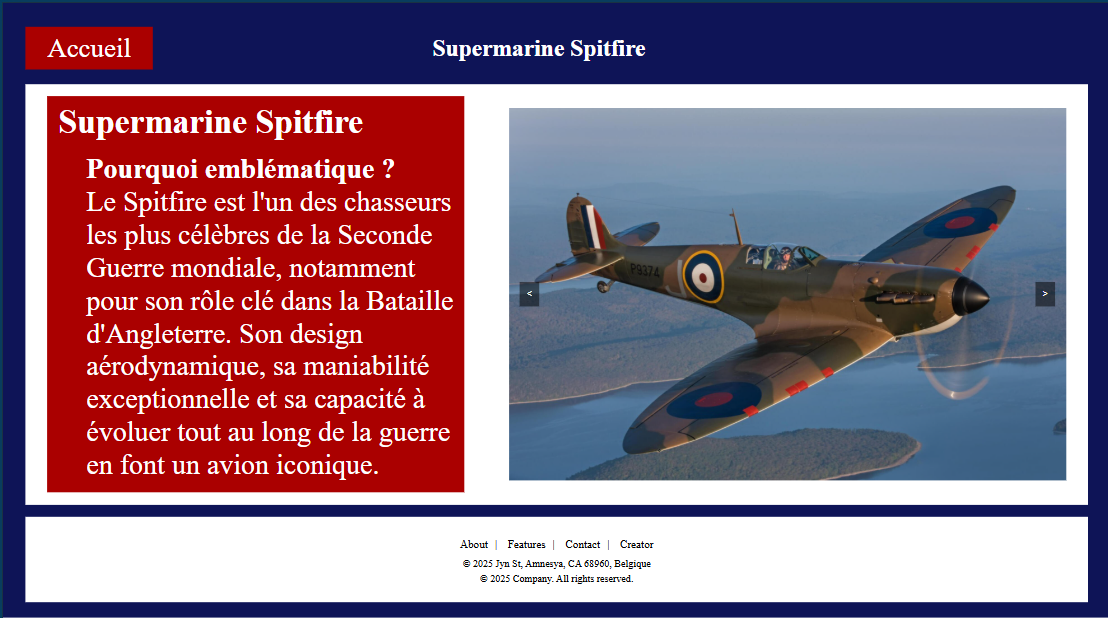 Accueil
Supermarine Spitfire
Supermarine Spitfire
Pourquoi emblématique ?
Le Spitfire est l'un des chasseurs
les plus célèbres de la Seconde
Guerre mondiale, notamment
pour son rôle clé dans la Bataille
d'Angleterre. Son design
aérodynamique, sa maniabilité
exceptionnelle et sa capacité à
évoluer tout au long de la guerre
en font un avion iconique.
P9374
<
>
About | Features | Contact | Creator
© 2025 Jyn St, Amnesya, CA 68960, Belgique
© 2025 Company. All rights reserved.